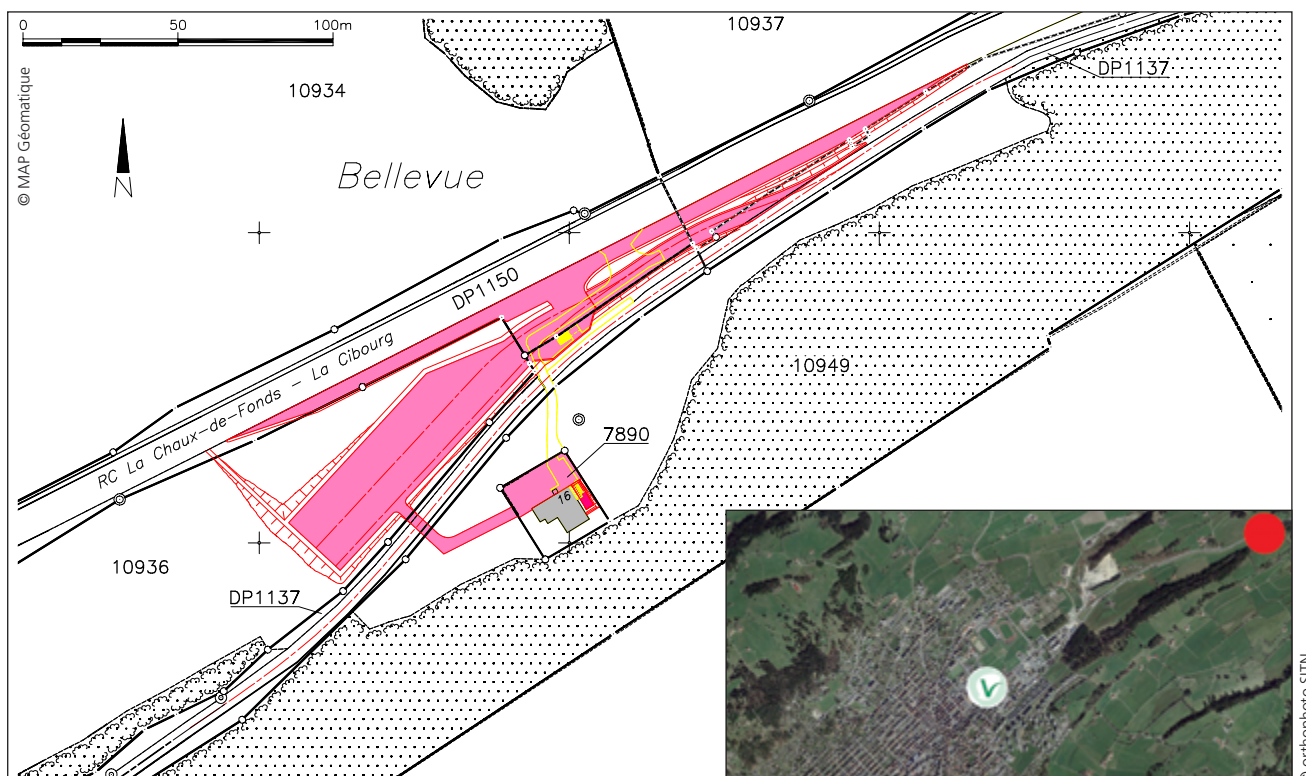 0 50 100m
10937
DP1137
10934
© MAP Géomatique
Bellevue
N
DP1150
RC La Chaux-de-Fonds - La Cibourg
10949
7890
16
10936
DP1137
V
orthophoto SITN